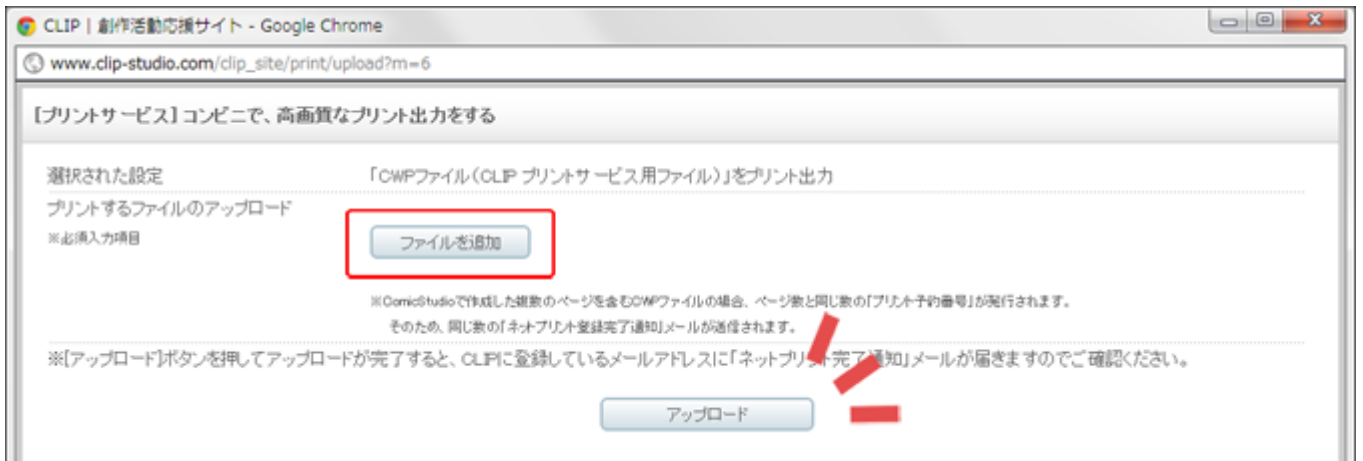 CLIP | 創作活動応援サイト - Google Chrome
www.clip-studio.com/clip_site/print/upload?m=6
[プリントサービス] コンビニで、高画質なプリント出力をする
選択された設定
「CWPファイル(CLIP プリントサービス用ファイル)」をプリント出力
プリントするファイルのアップロード
※必須入力項目
ファイルを追加
※ComicStudioで作成した複数のページを含むCWPファイルの場合、ページ数と同じ数の「プリント予約番号」が発行されます。
そのため、同じ数の「ネットプリント登録完了通知」メールが送信されます。
※[アップロード]ボタンを押してアップロードが完了すると、CLIPに登録しているメールアドレスに「ネットプリント完了通知」メールが届きますのでご確認ください。
アップロード